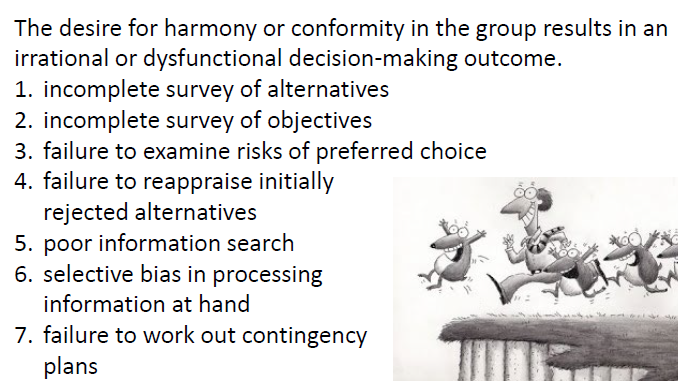 The desire for harmony or conformity in the group results in an
irrational or dysfunctional decision-making outcome.
1. incomplete survey of alternatives
2. incomplete survey of objectives
3. failure to examine risks of preferred choice
4. failure to reappraise initially
rejected alternatives
5. poor information search
6. selective bias in processing
information at hand
7. failure to work out contingency
plans